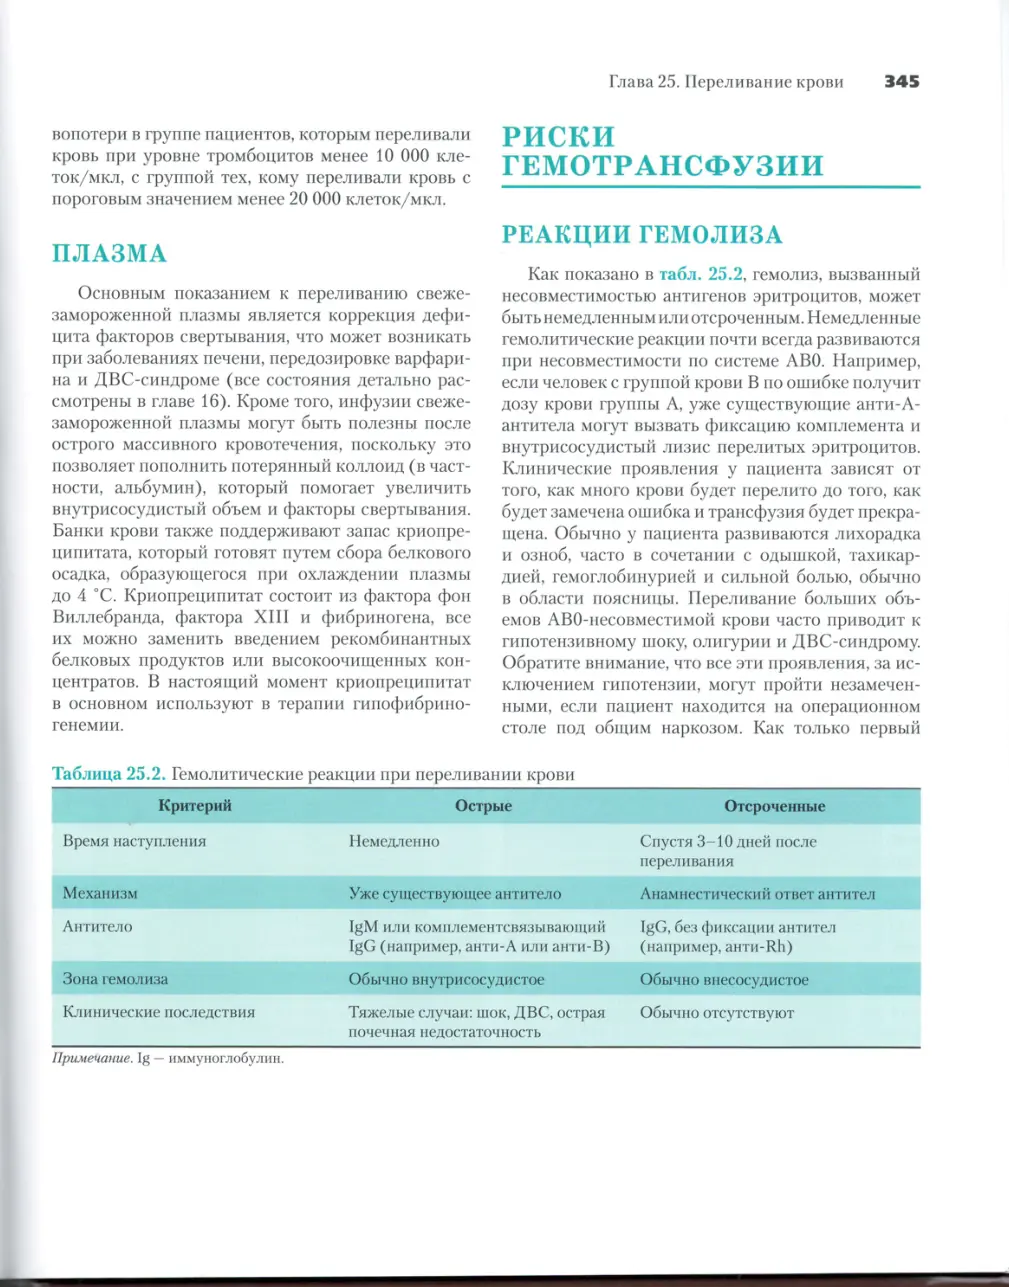 Глава 25. Переливание крови 345
вопотери в группе пациентов, которым переливали
кровь при уровне тромбоцитов менее 10 000 кле-
ток/мкл, с группой тех, кому переливали кровь с
пороговым значением менее 20 000 клеток/мкл.
ПЛАЗМА
Основным показанием к переливанию свеже-
замороженной плазмы является коррекция дефи-
цита факторов свертывания, что может возникать
при заболеваниях печени, передозировке варфари-
на и ДВС-синдроме (все состояния детально рас-
смотрены в главе 16). Кроме того, инфузии свеже-
замороженной плазмы могут быть полезны после
острого массивного кровотечения, поскольку это
позволяет пополнить потерянный коллоид (в част-
ности, альбумин), который помогает увеличить
внутрисосудистый объем и факторы свертывания.
Банки крови также поддерживают запас криопре-
ципитата, который готовят путем сбора белкового
осадка, образующегося при охлаждении плазмы
до 4 °С. Криопреципитат состоит из фактора фон
Виллебранда, фактора XIII и фибриногена, все
их можно заменить введением рекомбинантных
белковых продуктов или высокоочищенных кон-
центратов. В настоящий момент криопреципитат
в основном используют в терапии гипофибрино-
генемии.
РИСКИ
ГЕМОТРАНСФУЗИИ
РЕАКЦИИ ГЕМОЛИЗА
Как показано в табл. 25.2, гемолиз, вызванный
несовместимостью антигенов эритроцитов, может
быть немедленным или отсроченным. Немедленные
гемолитические реакции почти всегда развиваются
при несовместимости по системе АВ0. Например,
если человек с группой крови В по ошибке получит
дозу крови группы А, уже существующие анти-А-
антитела могут вызвать фиксацию комплемента и
внутрисосудистый лизис перелитых эритроцитов.
Клинические проявления у пациента зависят от
того, как много крови будет перелито до того, как
будет замечена ошибка и трансфузия будет прекра-
щена. Обычно у пациента развиваются лихорадка
и озноб, часто в сочетании с одышкой, тахикар-
дией, гемоглобинурией и сильной болью, обычно
в области поясницы. Переливание больших объ-
емов АВ0-несовместимой крови часто приводит к
гипотензивному шоку, олигурии и ДВС-синдрому.
Обратите внимание, что все эти проявления, за ис-
ключением гипотензии, могут пройти незамечен-
ными, если пациент находится на операционном
столе под общим наркозом. Как только первый
Таблица 25.2. Гемолитические реакции при переливании крови
Критерий Острые Отсроченные
Время наступления Немедленно Спустя 3–10 дней после
переливания
Механизм Уже существующее антитело Анамнестический ответ антител
Антитело IgM или комплементсвязывающий IgG, без фиксации антител
IgG (например, анти-А или анти-В) (например, анти-Rh)
Зона гемолиза Обычно внутрисосудистое Обычно внесосудистое
Клинические последствия Тяжелые случаи: шок, ДВС, острая Обычно отсутствуют
почечная недостаточность
Примечание. Ig — иммуноглобулин.